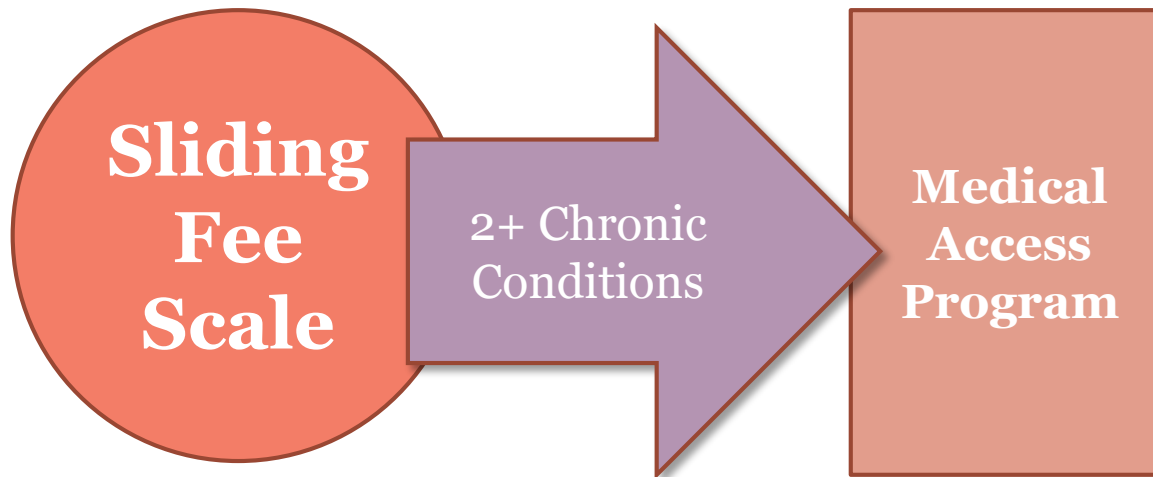 Sliding
Fee
Scale
2+ Chronic
Conditions
Medical
Access
Program